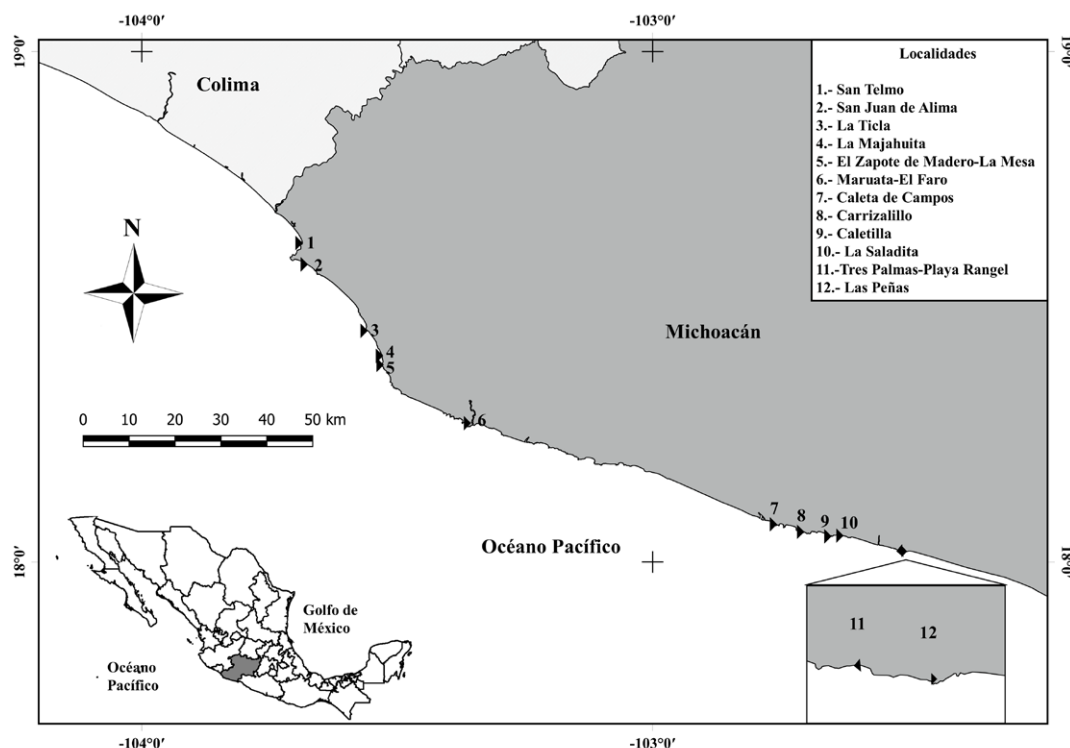 -104°0′
-103°0′
19°0′
19°0′
Localidades
1.- San Telmo
2.- San Juan de Alima
3.- La Ticla
4.- La Majahuita
5.- El Zapote de Madero-La Mesa
6.- Maruata-El Faro
7.- Caleta de Campos
8.- Carrizalillo
9.- Caletilla
10.- La Saladita
11.-Tres Palmas-Playa Rangel
12.- Las Peñas
Colima
N
1
2
3
4
5
6
Michoacán
0 10 20 30 40 50 km
7
8
9
10
Océano Pacífico
18°0′
18°0′
11
12
Golfo de
México
Océano
Pacífico
-104°0′
-103°0′